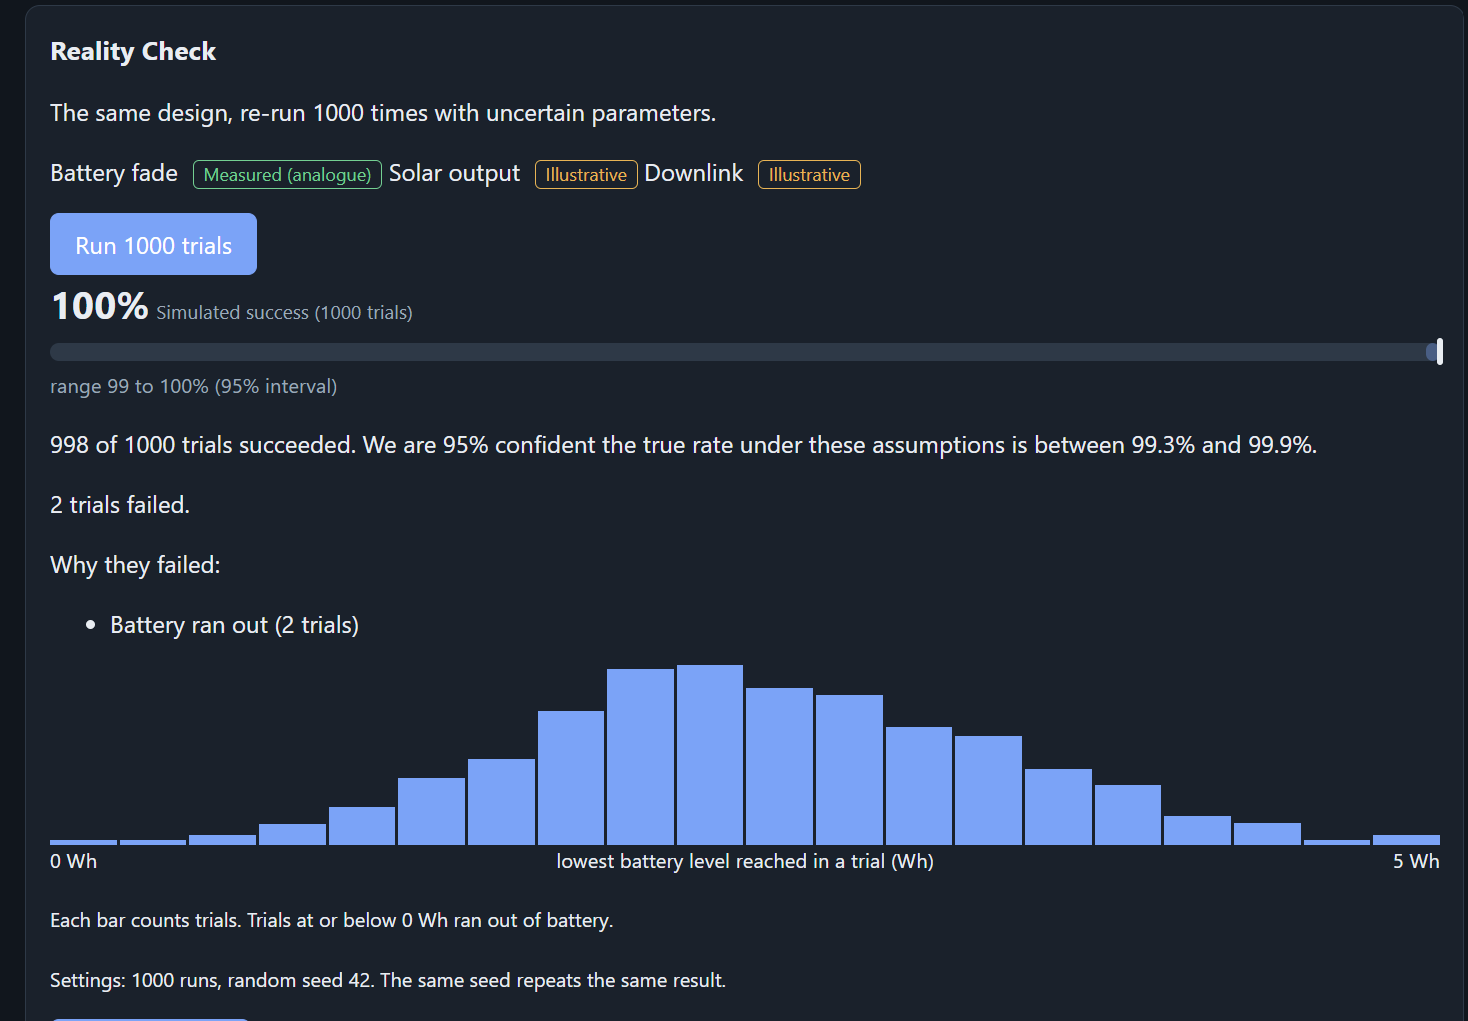 Reality Check
The same design, re-run 1000 times with uncertain parameters.
Battery fade Measured (analogue) Solar output Illustrative Downlink Illustrative
Run 1000 trials
100% Simulated success (1000 trials)
range 99 to 100% (95% interval)
998 of 1000 trials succeeded. We are 95% confident the true rate under these assumptions is between 99.3% and 99.9%.
2 trials failed.
Why they failed:
• Battery ran out (2 trials)
0 Wh lowest battery level reached in a trial (Wh) 5 Wh
Each bar counts trials. Trials at or below 0 Wh ran out of battery.
Settings: 1000 runs, random seed 42. The same seed repeats the same result.